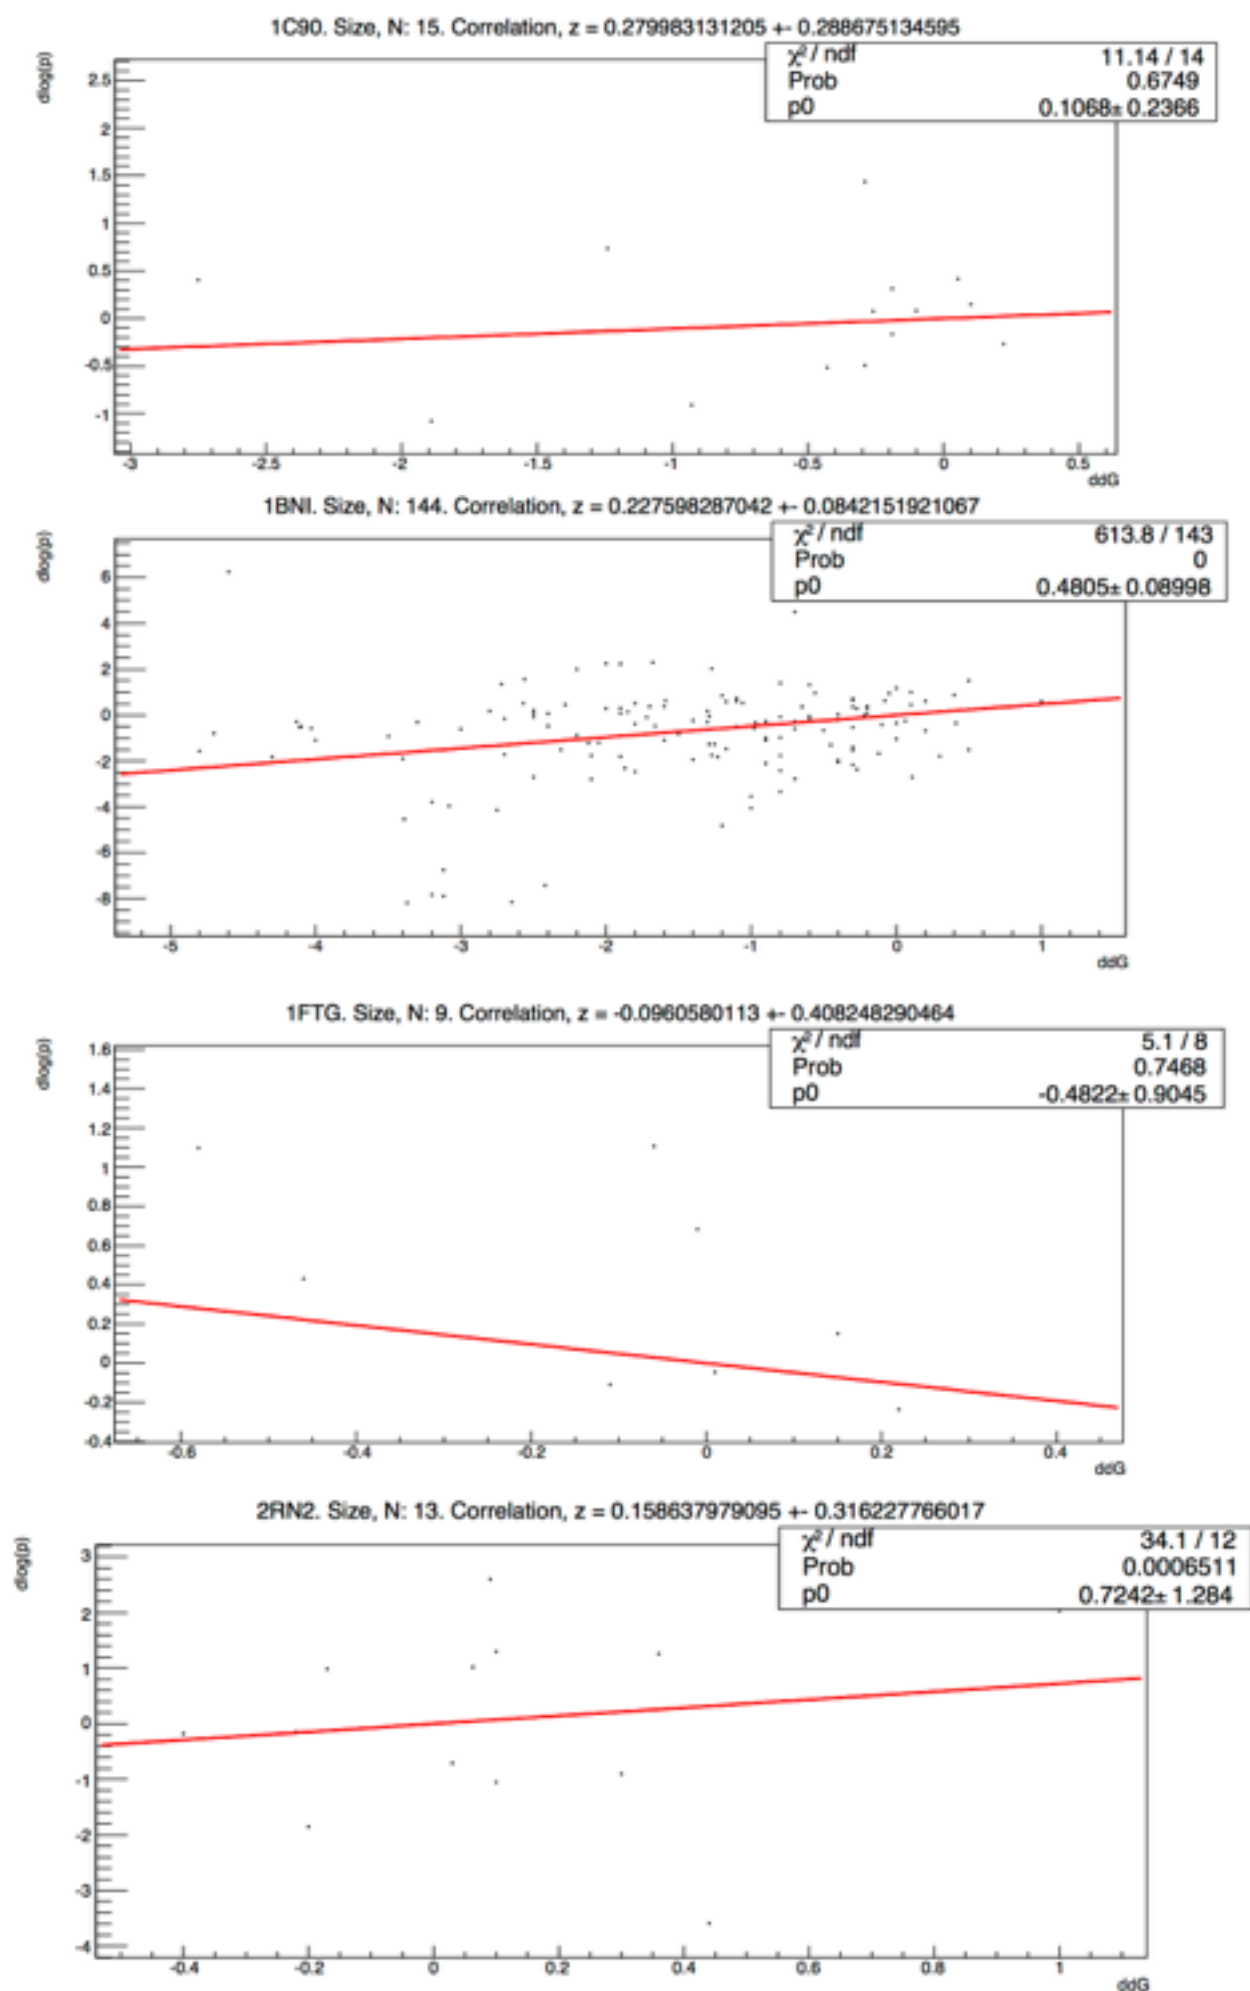 1C90. Size, N: 15. Correlation, z = 0.279983131205 +- 0.288675134595
dlog(p)
χ² / ndf 11.14 / 14
Prob 0.6749
p0 0.1068± 0.2366
2.5
2
1.5
1
0.5
0
-0.5
-1
-3 -2.5 -2 -1.5 -1 -0.5 0 0.5
ddG
1BNI. Size, N: 144. Correlation, z = 0.227598287042 +- 0.0842151921067
dlog(p)
χ² / ndf 613.8 / 143
Prob 0
p0 0.4805± 0.08998
6
4
2
0
-2
-4
-6
-8
-5 -4 -3 -2 -1 0 1
ddG
1FTG. Size, N: 9. Correlation, z = -0.0960580113 +- 0.408248290464
dlog(p)
χ² / ndf 5.1 / 8
Prob 0.7468
p0 -0.4822± 0.9045
1.6
1.4
1.2
1
0.8
0.6
0.4
0.2
0
-0.2
-0.4
-0.6 -0.4 -0.2 0 0.2 0.4
ddG
2RN2. Size, N: 13. Correlation, z = 0.158637979095 +- 0.316227766017
dlog(p)
χ² / ndf 34.1 / 12
Prob 0.0006511
p0 0.7242± 1.284
3
2
1
0
-1
-2
-3
-4
-0.4 -0.2 0 0.2 0.4 0.6 0.8 1
ddG